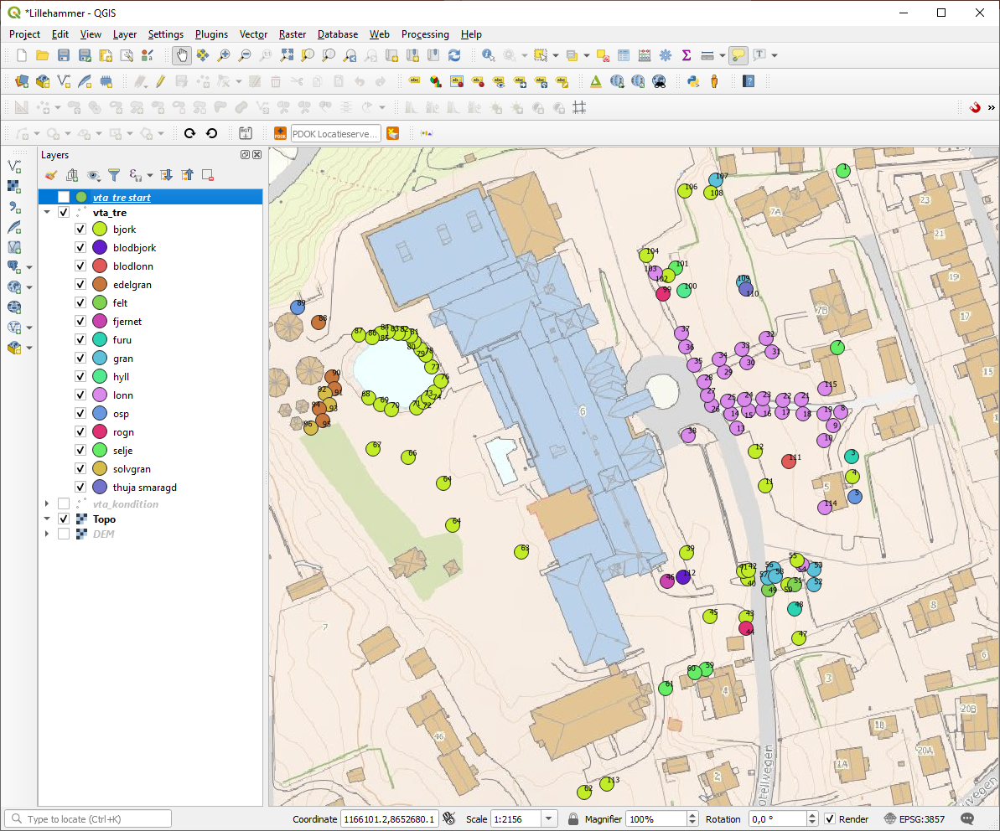 *Lillehammer - QGIS
Project Edit View Layer Settings Plugins Vector Raster Database Web Processing Help
PDOK Locatieserve...
Layers
vta_tre start
vta_tre
bjork
blodbjork
blodlonn
edelgran
felt
fjernet
furu
gran
hyll
lonn
osp
rogn
selje
solvgran
thuja smaragd
vta_kondition
Topo
DEM
1
107
106
108
23
7A
21
104
101
103
102
19
109
99
100
110
89
88
7B
17
37
87 86 84 83 82 81
85
32
36
33
80
31
7
79 78
34
35
30
77
29
15
90
76
28
115
92 91
27
68
73 74
25 24 23 22 21
94 93
69
26
70
71 72
6
14 15 16 17 18 19 8
95
96
13
9
38
10
67
12
66
111
3
4
64
11
5
5
114
64
63
39
55
41 42
56
53
54
57 58
46 112
40
51
52
49
50
48
8
45
43
7
44
47
6
60 59
3
61
4
20B
1B
46
20A
1A
2
62 113
otellvegen
Type to locate (Ctrl+K) Coordinate 1166101.2,8652680.1 Scale 1:2156 Magnifier 100% Rotation 0,0 ° Render EPSG:3857